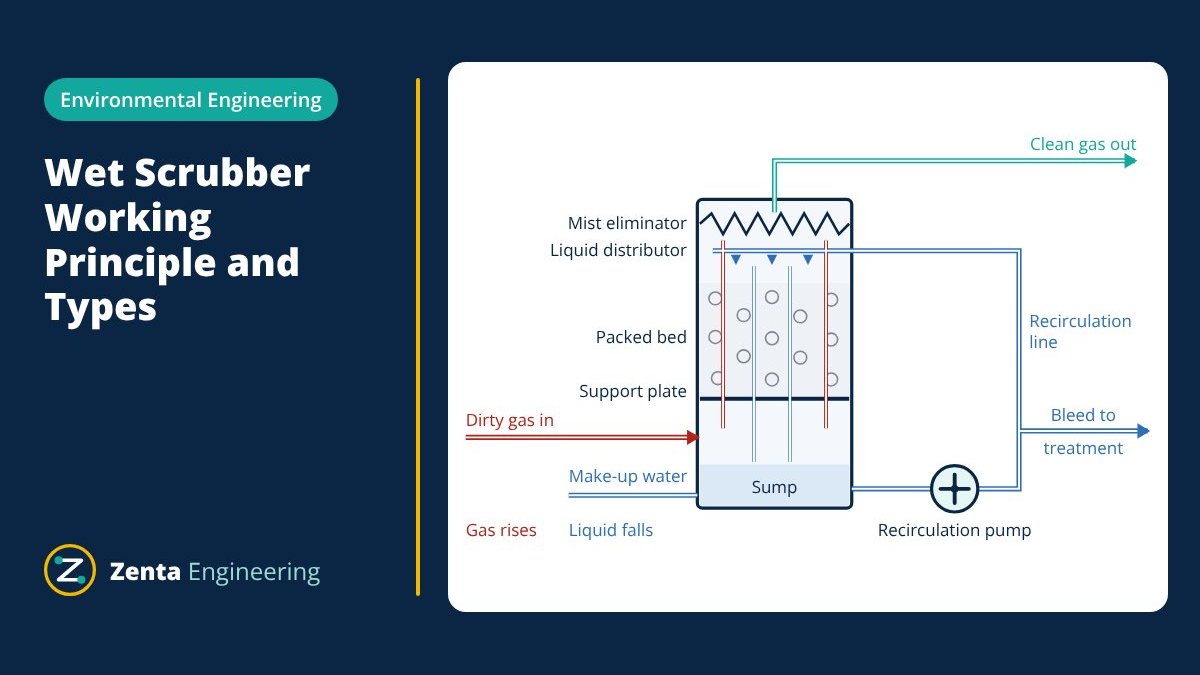 Environmental Engineering
Wet Scrubber
Working
Principle and
Types
Zenta Engineering
Clean gas out
Mist eliminator
Liquid distributor
Packed bed
Recirculation
line
Support plate
Dirty gas in
Bleed to
treatment
Make-up water
Sump
Gas rises
Liquid falls
Recirculation pump